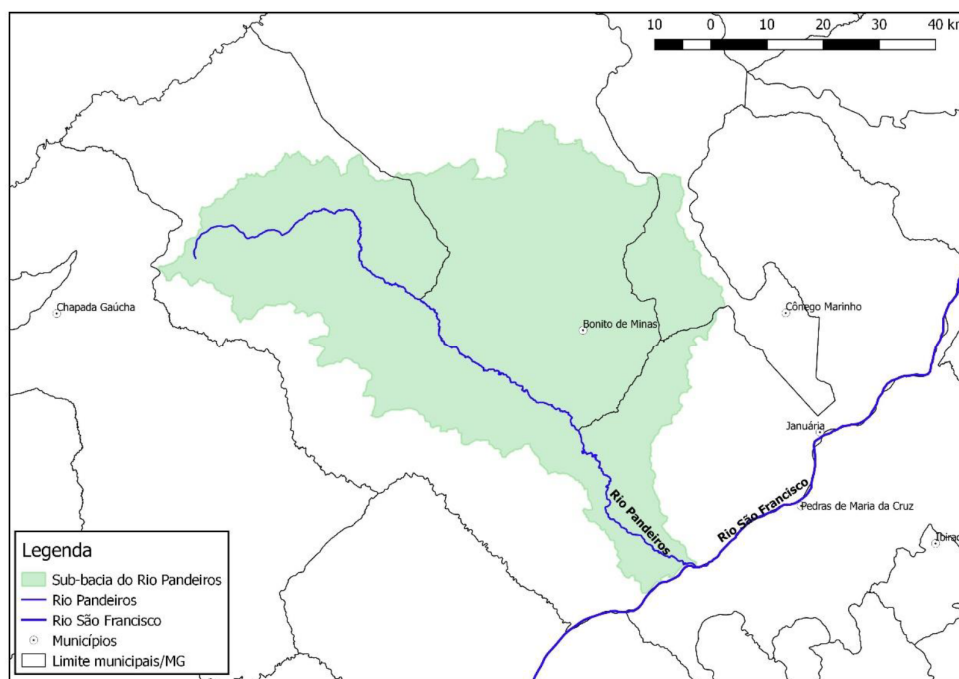 10 0 10 20 30 40 km
Chapada Gaúcha
Bonito de Minas
Cônego Marinho
Januária
Pedras de Maria da Cruz
Rio São Francisco
Rio Pandeiros
Ibirac
Legenda
Sub-bacia do Rio Pandeiros
Rio Pandeiros
Rio São Francisco
Municípios
Limite municipais/MG